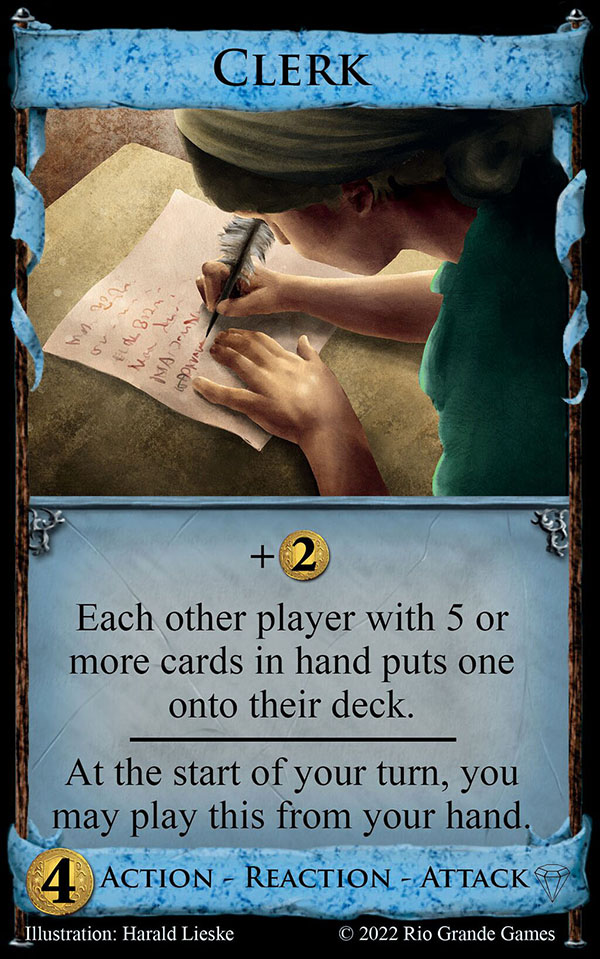 CLERK
+2
Each other player with 5 or
more cards in hand puts one
onto their deck.
At the start of your turn, you
may play this from your hand.
4 ACTION - REACTION - ATTACK
Illustration: Harald Lieske © 2022 Rio Grande Games